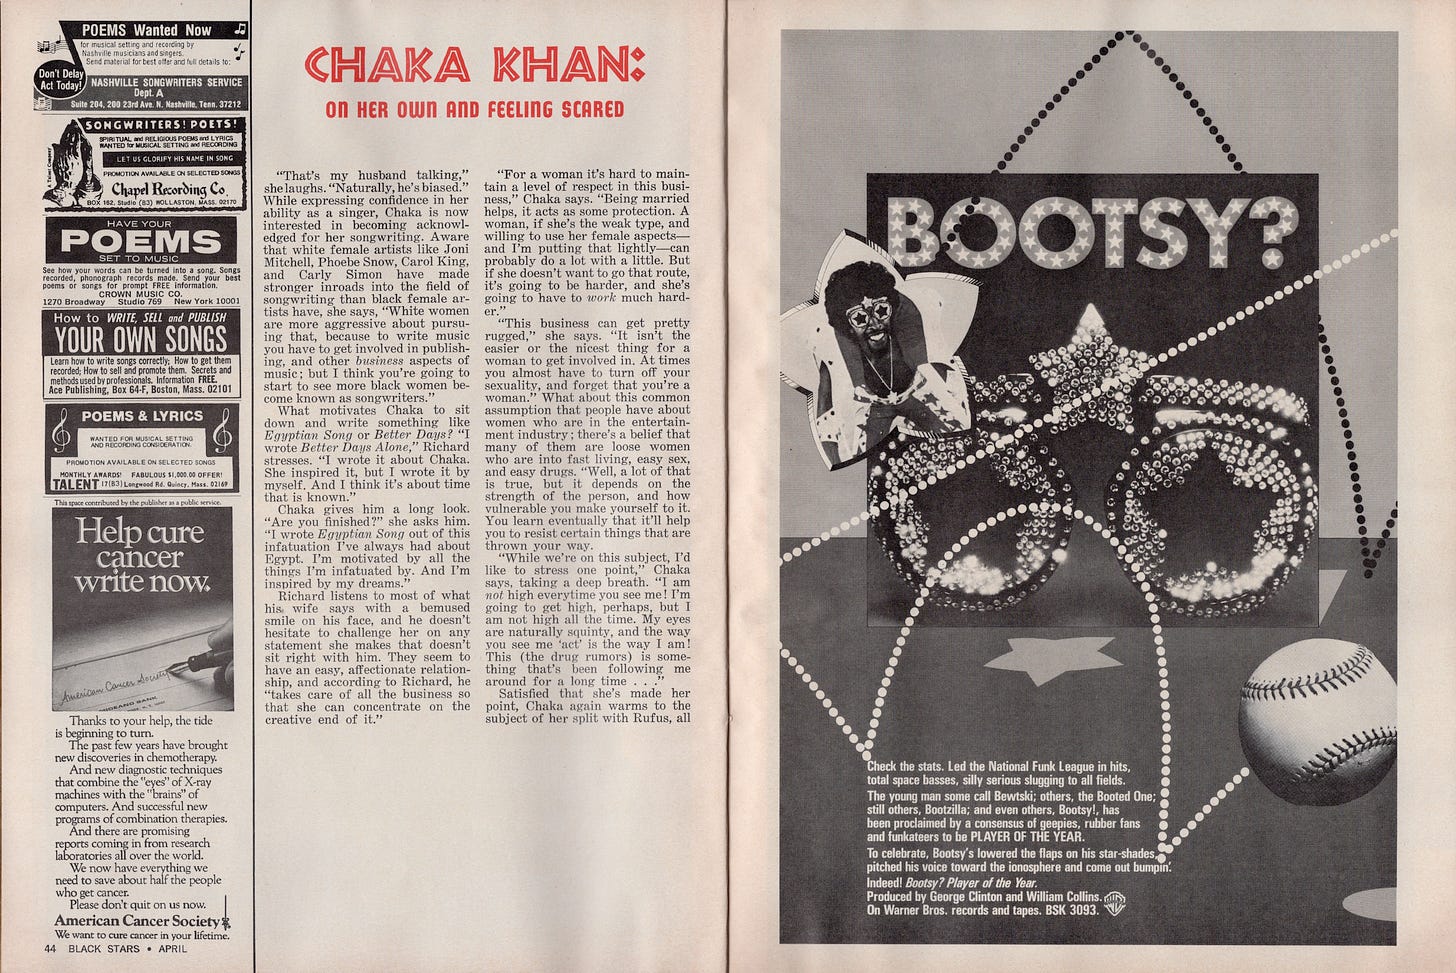 POEMS Wanted Now
for musical setting and recording by
Nashville musicians and singers.
Send material for best offer and full details to:
Don't Delay
Act Today!
NASHVILLE SONGWRITERS SERVICE
Dept. A
Suite 204, 200 23rd Ave. N. Nashville, Tenn. 37212
SONGWRITERS! POETS!
SPIRITUAL and RELIGIOUS POEMS and LYRICS
WANTED for MUSICAL SETTING and RECORDING
LET US GLORIFY HIS NAME IN SONG
PROMOTION AVAILABLE ON SELECTED SONGS
A Talent Company
Chapel Recording Co.
BOX 162, Studio (83) WOLLASTON, MASS. 02170
HAVE YOUR
POEMS
SET TO MUSIC
See how your words can be turned into a song. Songs
recorded, phonograph records made. Send your best
poems or songs for prompt FREE information.
CROWN MUSIC CO.
1270 Broadway Studio 769 New York 10001
How to WRITE, SELL and PUBLISH
YOUR OWN SONGS
Learn how to write songs correctly; How to get them
recorded; How to sell and promote them. Secrets and
methods used by professionals. Information FREE.
Ace Publishing, Box 64-F, Boston, Mass. 02101
POEMS & LYRICS
WANTED FOR MUSICAL SETTING
AND RECORDING CONSIDERATION.
PROMOTION AVAILABLE ON SELECTED SONGS
MONTHLY AWARDS! FABULOUS $1,000.00 OFFER!
TALENT 17(B3) Longwood Rd. Quincy, Mass. 02169
This space contributed by the publisher as a public service.
Help cure
cancer
write now.
American Cancer Society
Thanks to your help, the tide
is beginning to turn.
The past few years have brought
new discoveries in chemotherapy.
And new diagnostic techniques
that combine the "eyes" of X-ray
machines with the "brains" of
computers. And successful new
programs of combination therapies.
And there are promising
reports coming in from research
laboratories all over the world.
We now have everything we
need to save about half the people
who get cancer.
Please don't quit on us now.
American Cancer Society
We want to cure cancer in your lifetime.
44 BLACK STARS • APRIL
CHAKA KHAN:
ON HER OWN AND FEELING SCARED
"That's my husband talking,"
she laughs. "Naturally, he's biased."
While expressing confidence in her
ability as a singer, Chaka is now
interested in becoming acknowl-
edged for her songwriting. Aware
that white female artists like Joni
Mitchell, Phoebe Snow, Carol King,
and Carly Simon have made
stronger inroads into the field of
songwriting than black female ar-
tists have, she says, "White women
are more aggressive about pursu-
ing that, because to write music
you have to get involved in publish-
ing, and other business aspects of
music; but I think you're going to
start to see more black women be-
come known as songwriters."
What motivates Chaka to sit
down and write something like
Egyptian Song or Better Days? "I
wrote Better Days Alone," Richard
stresses. "I wrote it about Chaka.
She inspired it, but I wrote it by
myself. And I think it's about time
that is known."
Chaka gives him a long look.
"Are you finished?" she asks him.
"I wrote Egyptian Song out of this
infatuation I've always had about
Egypt. I'm motivated by all the
things I'm infatuated by. And I'm
inspired by my dreams."
Richard listens to most of what
his wife says with a bemused
smile on his face, and he doesn't
hesitate to challenge her on any
statement she makes that doesn't
sit right with him. They seem to
have an easy, affectionate relation-
ship, and according to Richard, he
"takes care of all the business so
that she can concentrate on the
creative end of it."
"For a woman it's hard to main-
tain a level of respect in this busi-
ness," Chaka says. "Being married
helps, it acts as some protection. A
woman, if she's the weak type, and
willing to use her female aspects—
and I'm putting that lightly—can
probably do a lot with a little. But
if she doesn't want to go that route,
it's going to be harder, and she's
going to have to work much hard-
er."
"This business can get pretty
rugged," she says. "It isn't the
easier or the nicest thing for a
woman to get involved in. At times
you almost have to turn off your
sexuality, and forget that you're a
woman." What about this common
assumption that people have about
women who are in the entertain-
ment industry; there's a belief that
many of them are loose women
who are into fast living, easy sex,
and easy drugs. "Well, a lot of that
is true, but it depends on the
strength of the person, and how
vulnerable you make yourself to it.
You learn eventually that it'll help
you to resist certain things that are
thrown your way.
"While we're on this subject, I'd
like to stress one point," Chaka
says, taking a deep breath. "I am
not high everytime you see me! I'm
going to get high, perhaps, but I
am not high all the time. My eyes
are naturally squinty, and the way
you see me 'act' is the way I am!
This (the drug rumors) is some-
thing that's been following me
around for a long time . . ."
Satisfied that she's made her
point, Chaka again warms to the
subject of her split with Rufus, all
BOOTSY?
Check the stats. Led the National Funk League in hits,
total space basses, silly serious slugging to all fields.
The young man some call Bewtski; others, the Booted One;
still others, Bootzilla; and even others, Bootsy!, has
been proclaimed by a consensus of geepies, rubber fans
and funkateers to be PLAYER OF THE YEAR.
To celebrate, Bootsy's lowered the flaps on his star-shades,
pitched his voice toward the ionosphere and come out bumpin'.
Indeed! Bootsy? Player of the Year.
Produced by George Clinton and William Collins.
On Warner Bros. records and tapes. BSK 3093.